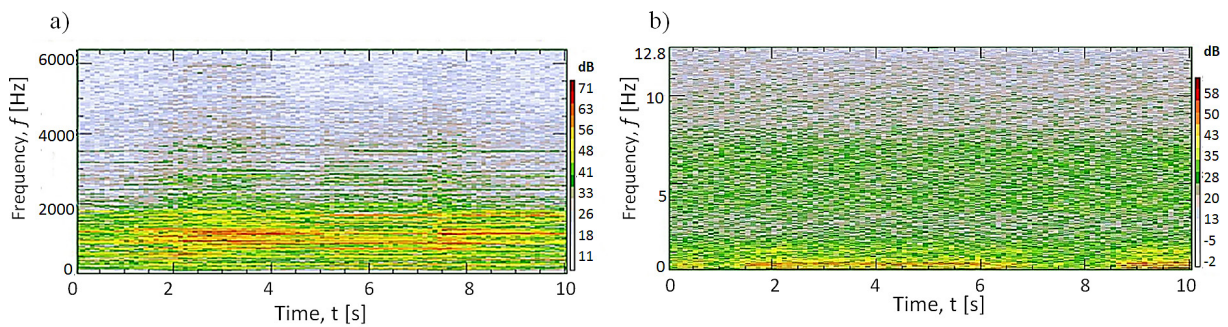 a)
6000
4000
2000
0
Frequency, f [Hz]
0 2 4 6 8 10
Time, t [s]
dB
71
63
56
48
41
33
26
18
11
b)
12.8
10
5
0
Frequency, f [Hz]
0 2 4 6 8 10
Time, t [s]
dB
58
50
43
35
28
20
13
-5
-2